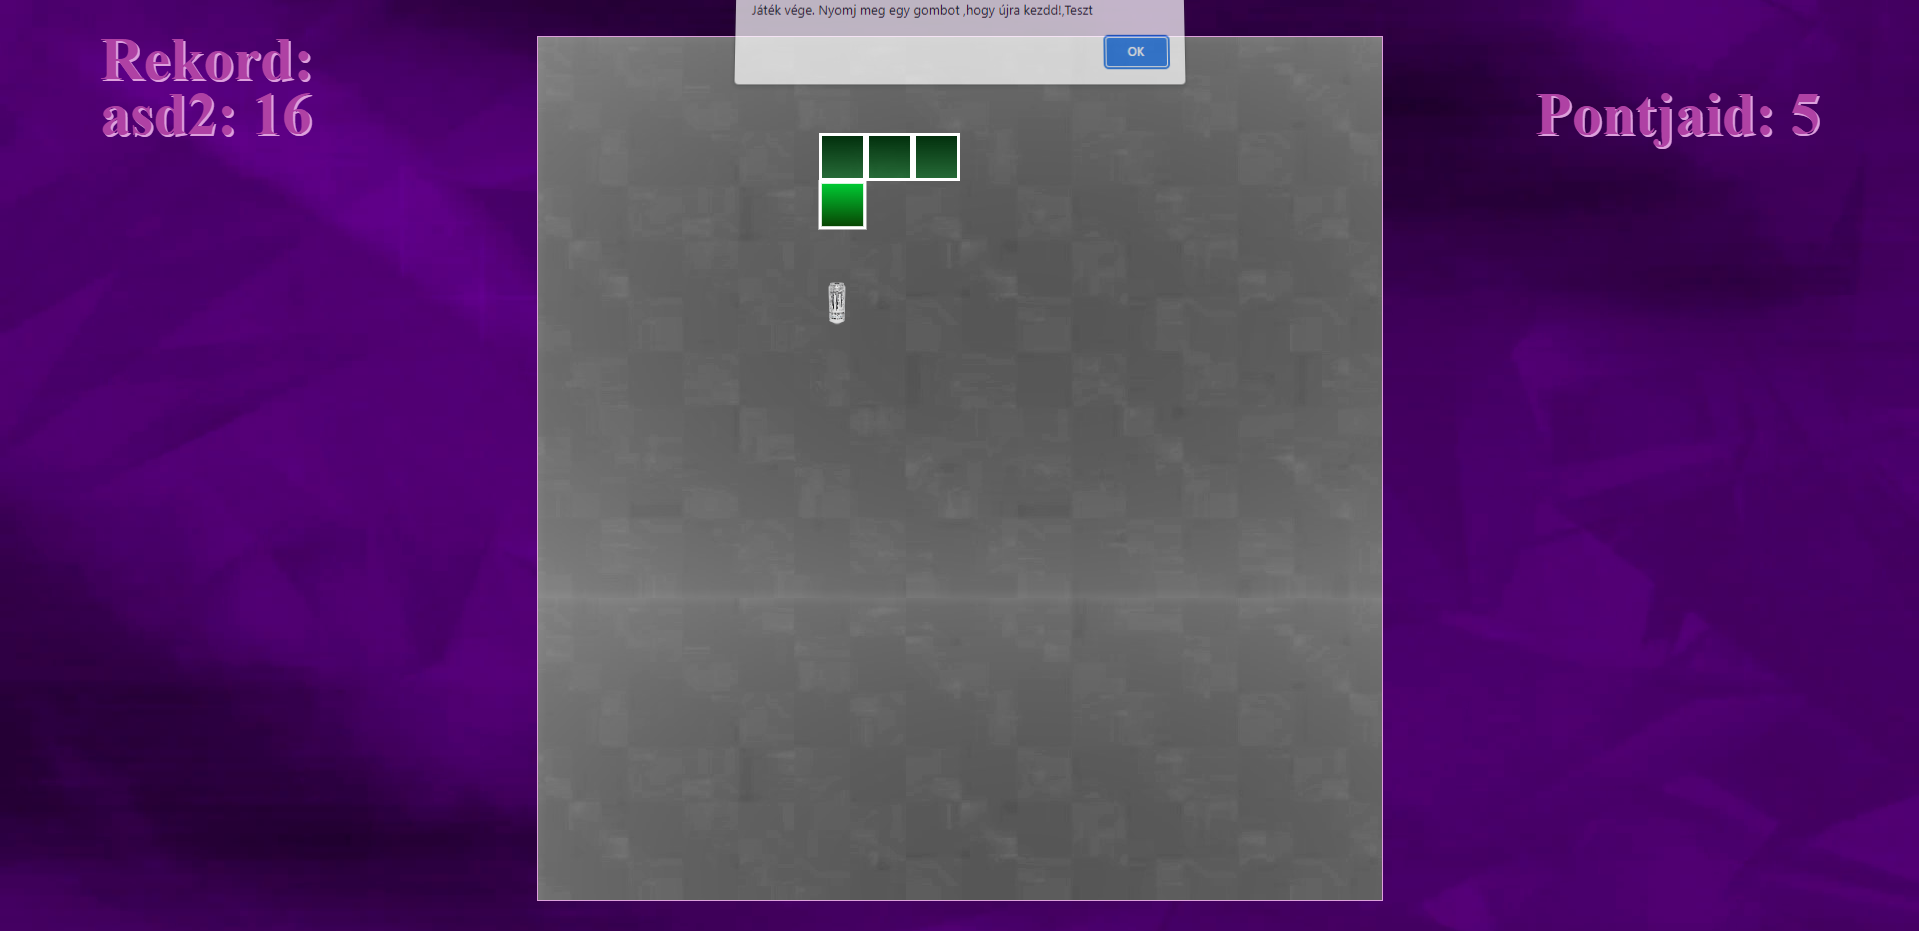 Játék vége. Nyomj meg egy gombot ,hogy újra kezdd!,Teszt
OK
Rekord:
asd2: 16
Pontjaid: 5